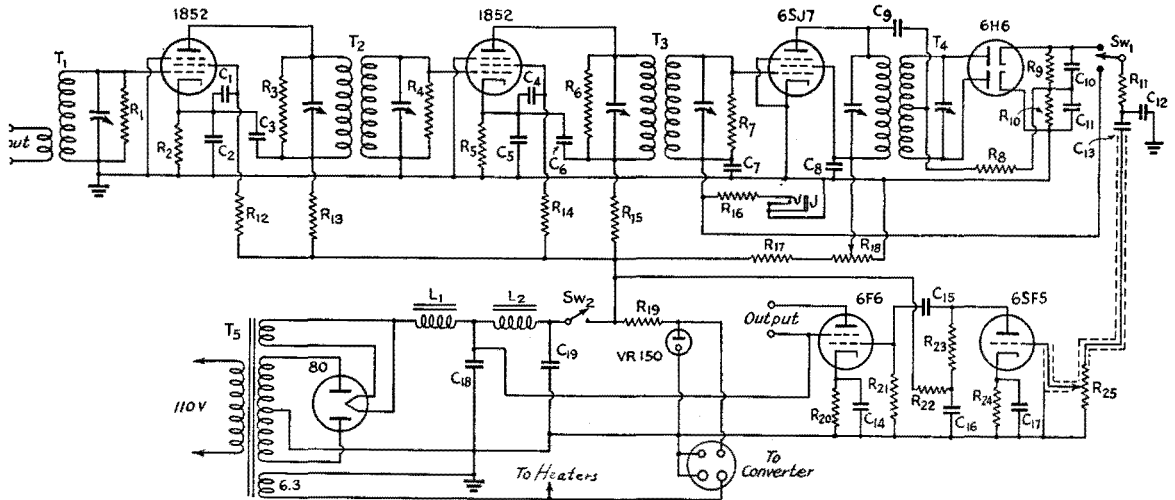 1852
1852
6SJ7
C9
6H6
T1
C1
T2
C4
T3
T4
Sw1
R1
R3
R4
R6
R7
R9
C10
R11
R10
C11
C12
put
R2
C2
C3
R5
C5
C6
C7
C8
R8
C13
R12
R13
R14
R15
R16
J
R17
R18
L1
L2
Sw2
R19
6F6
C15
6SF5
Output
T5
80
C18
C19
VR150
R23
R21
R22
R25
110V
R20
C14
C16
R24
C17
6.3
To Heaters
To
Converter